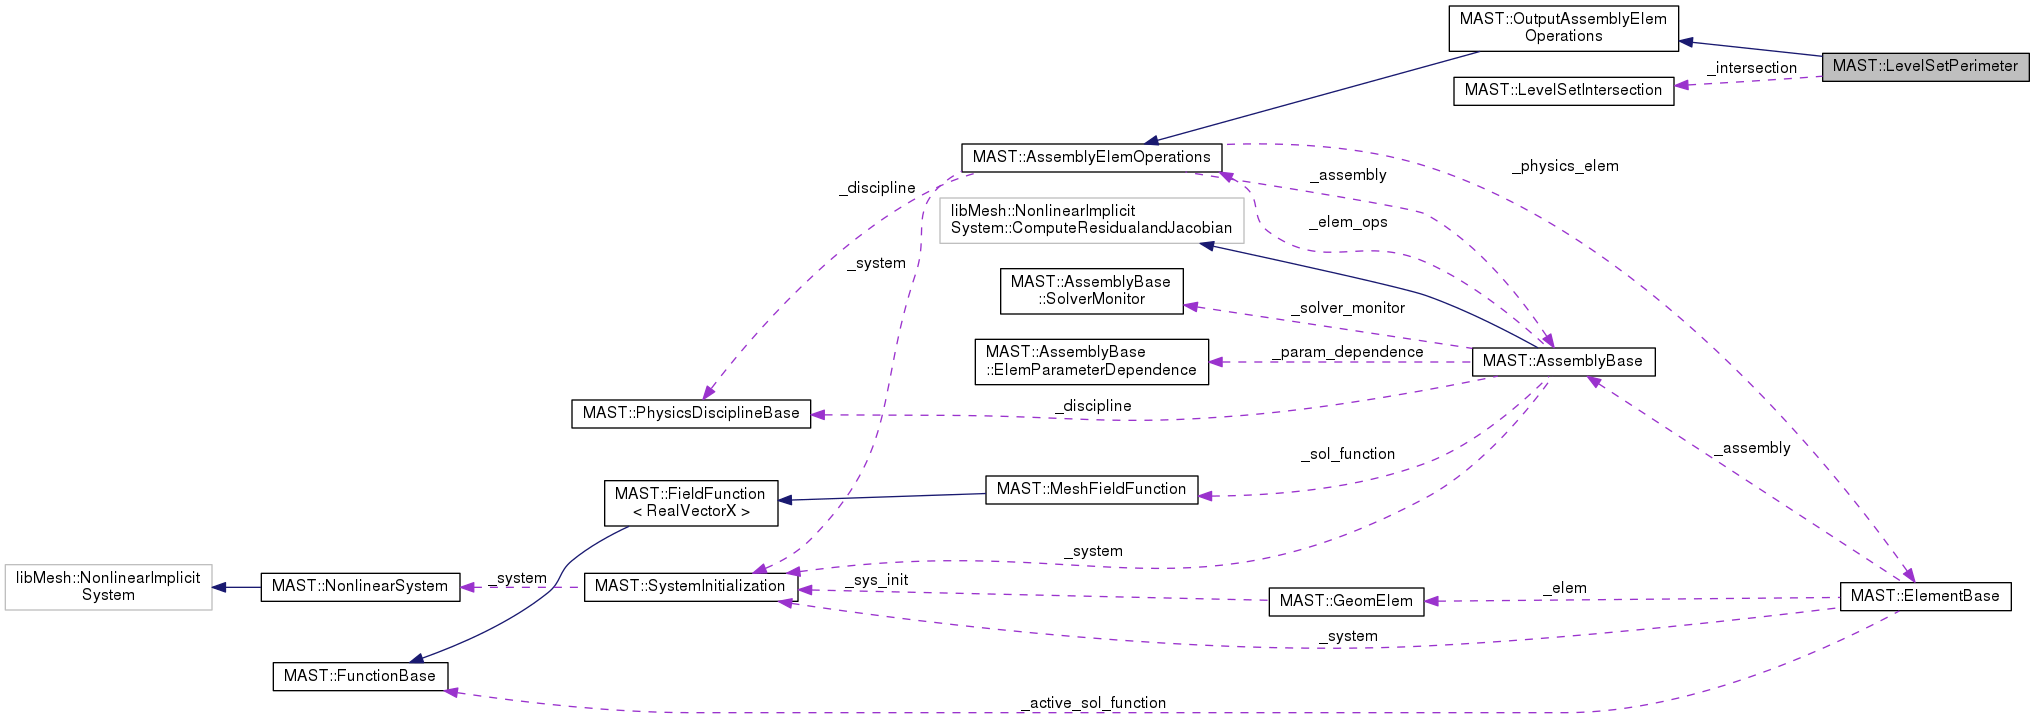 MAST::OutputAssemblyElem
Operations
MAST::LevelSetPerimeter
_intersection
MAST::LevelSetIntersection
MAST::AssemblyElemOperations
_physics_elem
_assembly
_discipline
libMesh::NonlinearImplicit
System::ComputeResidualandJacobian
_elem_ops
_system
MAST::AssemblyBase
::SolverMonitor
_solver_monitor
MAST::AssemblyBase
::ElemParameterDependence
_param_dependence
MAST::AssemblyBase
MAST::PhysicsDisciplineBase
_discipline
_assembly
_sol_function
MAST::FieldFunction
< RealVectorX >
MAST::MeshFieldFunction
_system
libMesh::NonlinearImplicit
System
MAST::NonlinearSystem
_system
MAST::SystemInitialization
_sys_init
MAST::GeomElem
_elem
MAST::ElementBase
_system
MAST::FunctionBase
_active_sol_function